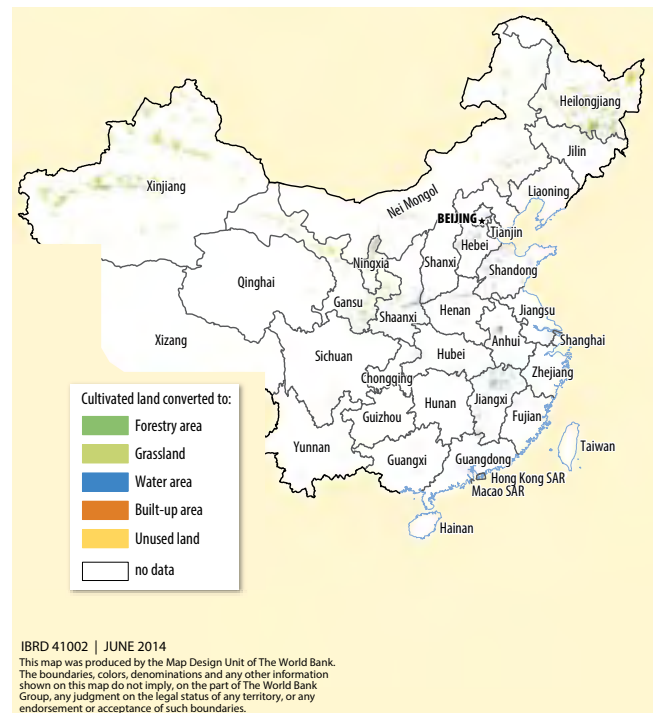 Heilongjiang
Jilin
Liaoning
Xinjiang
Nei Mongol
BEIJING
Tianjin
Hebei
Ningxia
Shanxi
Shandong
Qinghai
Gansu
Shaanxi
Henan
Jiangsu
Xizang
Anhui
Shanghai
Sichuan
Hubei
Chongqing
Zhejiang
Hunan
Jiangxi
Guizhou
Fujian
Yunnan
Guangxi
Guangdong
Taiwan
Hong Kong SAR
Macao SAR
Hainan
Cultivated land converted to:
Forestry area
Grassland
Water area
Built-up area
Unused land
no data
IBRD 41002 | JUNE 2014
This map was produced by the Map Design Unit of The World Bank.
The boundaries, colors, denominations and any other information
shown on this map do not imply, on the part of The World Bank
Group, any judgment on the legal status of any territory, or any
endorsement or acceptance of such boundaries.